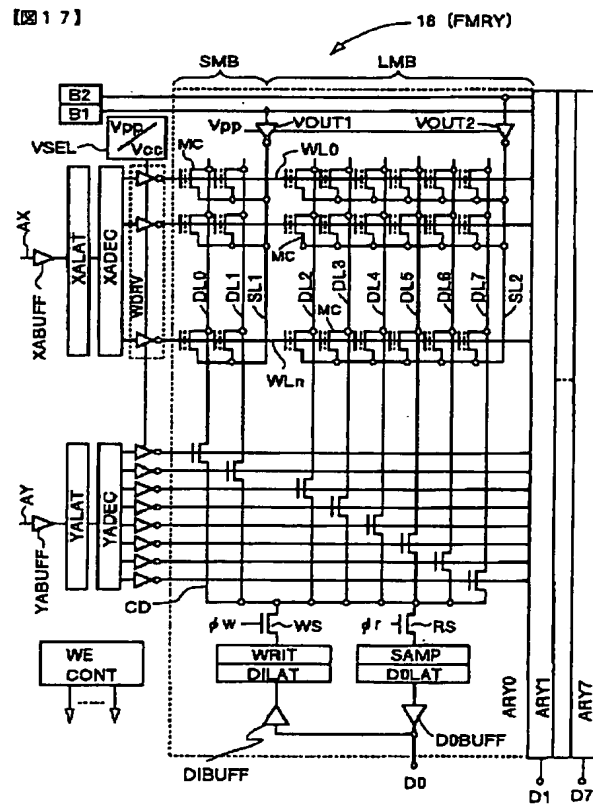 【図17】
18 (FMRY)
SMB
LMB
B2
B1
Vpp
VOUT1
VOUT2
Vpp
Vcc
VSEL
MC
WL0
AX
XABUFF
XALAT
XADEC
WDRV
MC
DL0
DL1
SL1
DL2
DL3
DL4
DL5
DL6
DL7
SL2
MC
WLn
AY
YABUFF
YALAT
YADEC
CD
φw
WS
φr
RS
WE
CONT
WRIT
DILAT
SAMP
DOLAT
ARY0
ARY1
ARY7
DIBUFF
DOBUFF
D0
D1
D7